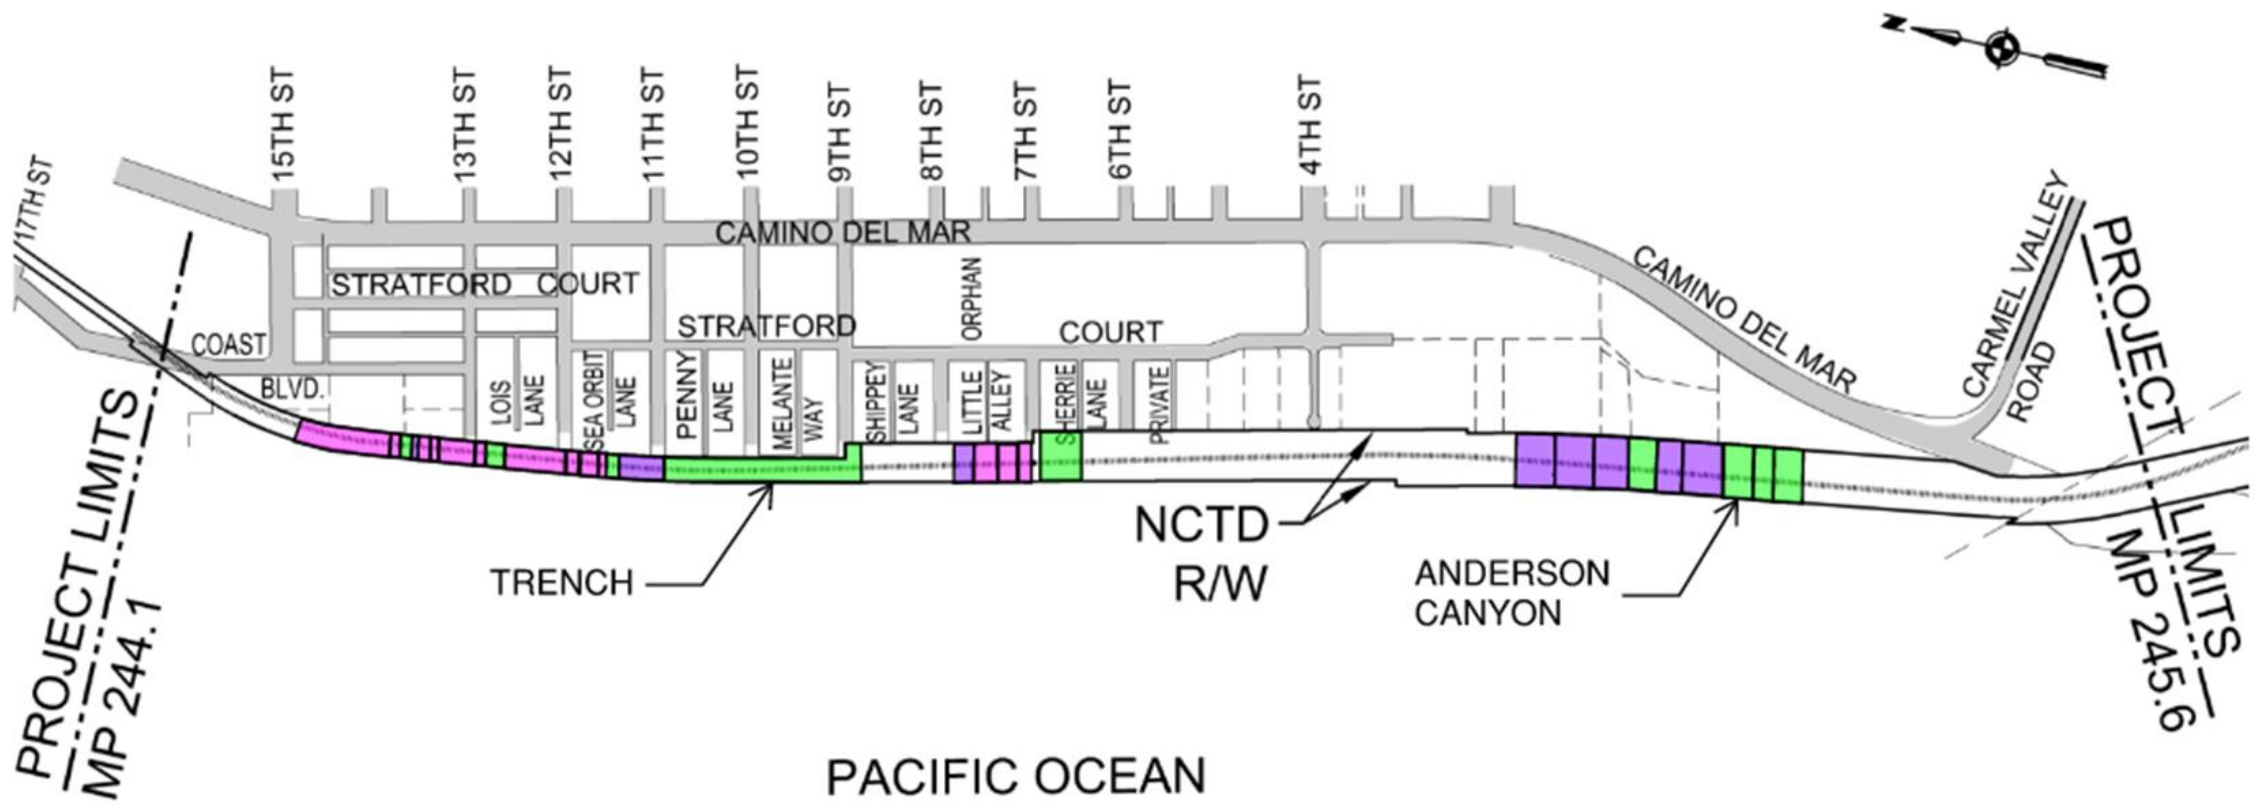 N
17TH ST
15TH ST
13TH ST
12TH ST
11TH ST
10TH ST
9TH ST
8TH ST
7TH ST
6TH ST
4TH ST
CAMINO DEL MAR
STRATFORD COURT
STRATFORD
COURT
ORPHAN
COAST
BLVD.
LOIS
LANE
SEA ORBIT
LANE
PENNY
LANE
MELANTE
WAY
SHIPPEY
LANE
LITTLE
ALLEY
SHERRIE
LANE
PRIVATE
CAMINO DEL MAR
CARMEL VALLEY
ROAD
PROJECT LIMITS
MP 244.1
PROJECT LIMITS
MP 245.6
TRENCH
NCTD
R/W
ANDERSON
CANYON
PACIFIC OCEAN